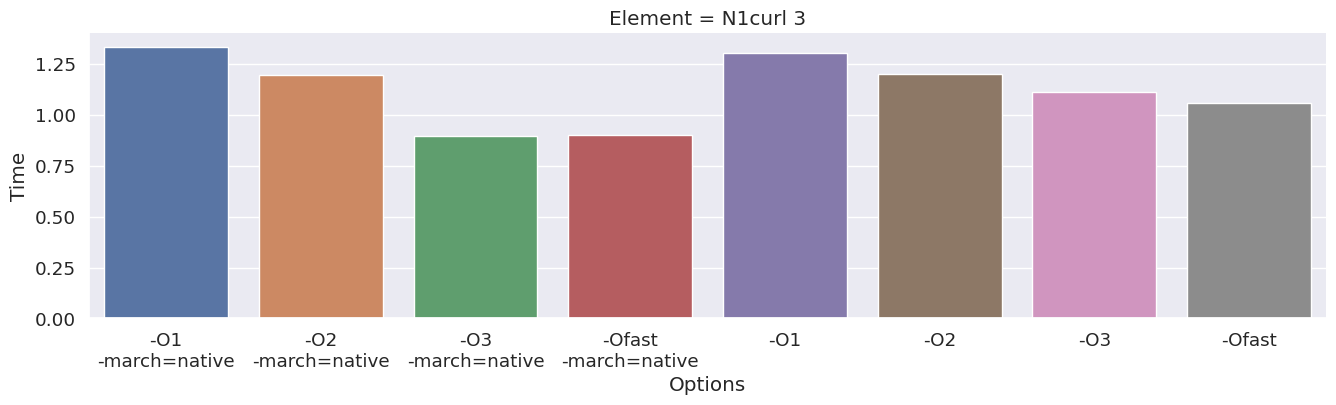 Element = N1curl 3
Time
1.25
1.00
0.75
0.50
0.25
0.00
-O1
-march=native
-O2
-march=native
-O3
-march=native
-Ofast
-march=native
-O1
-O2
-O3
-Ofast
Options